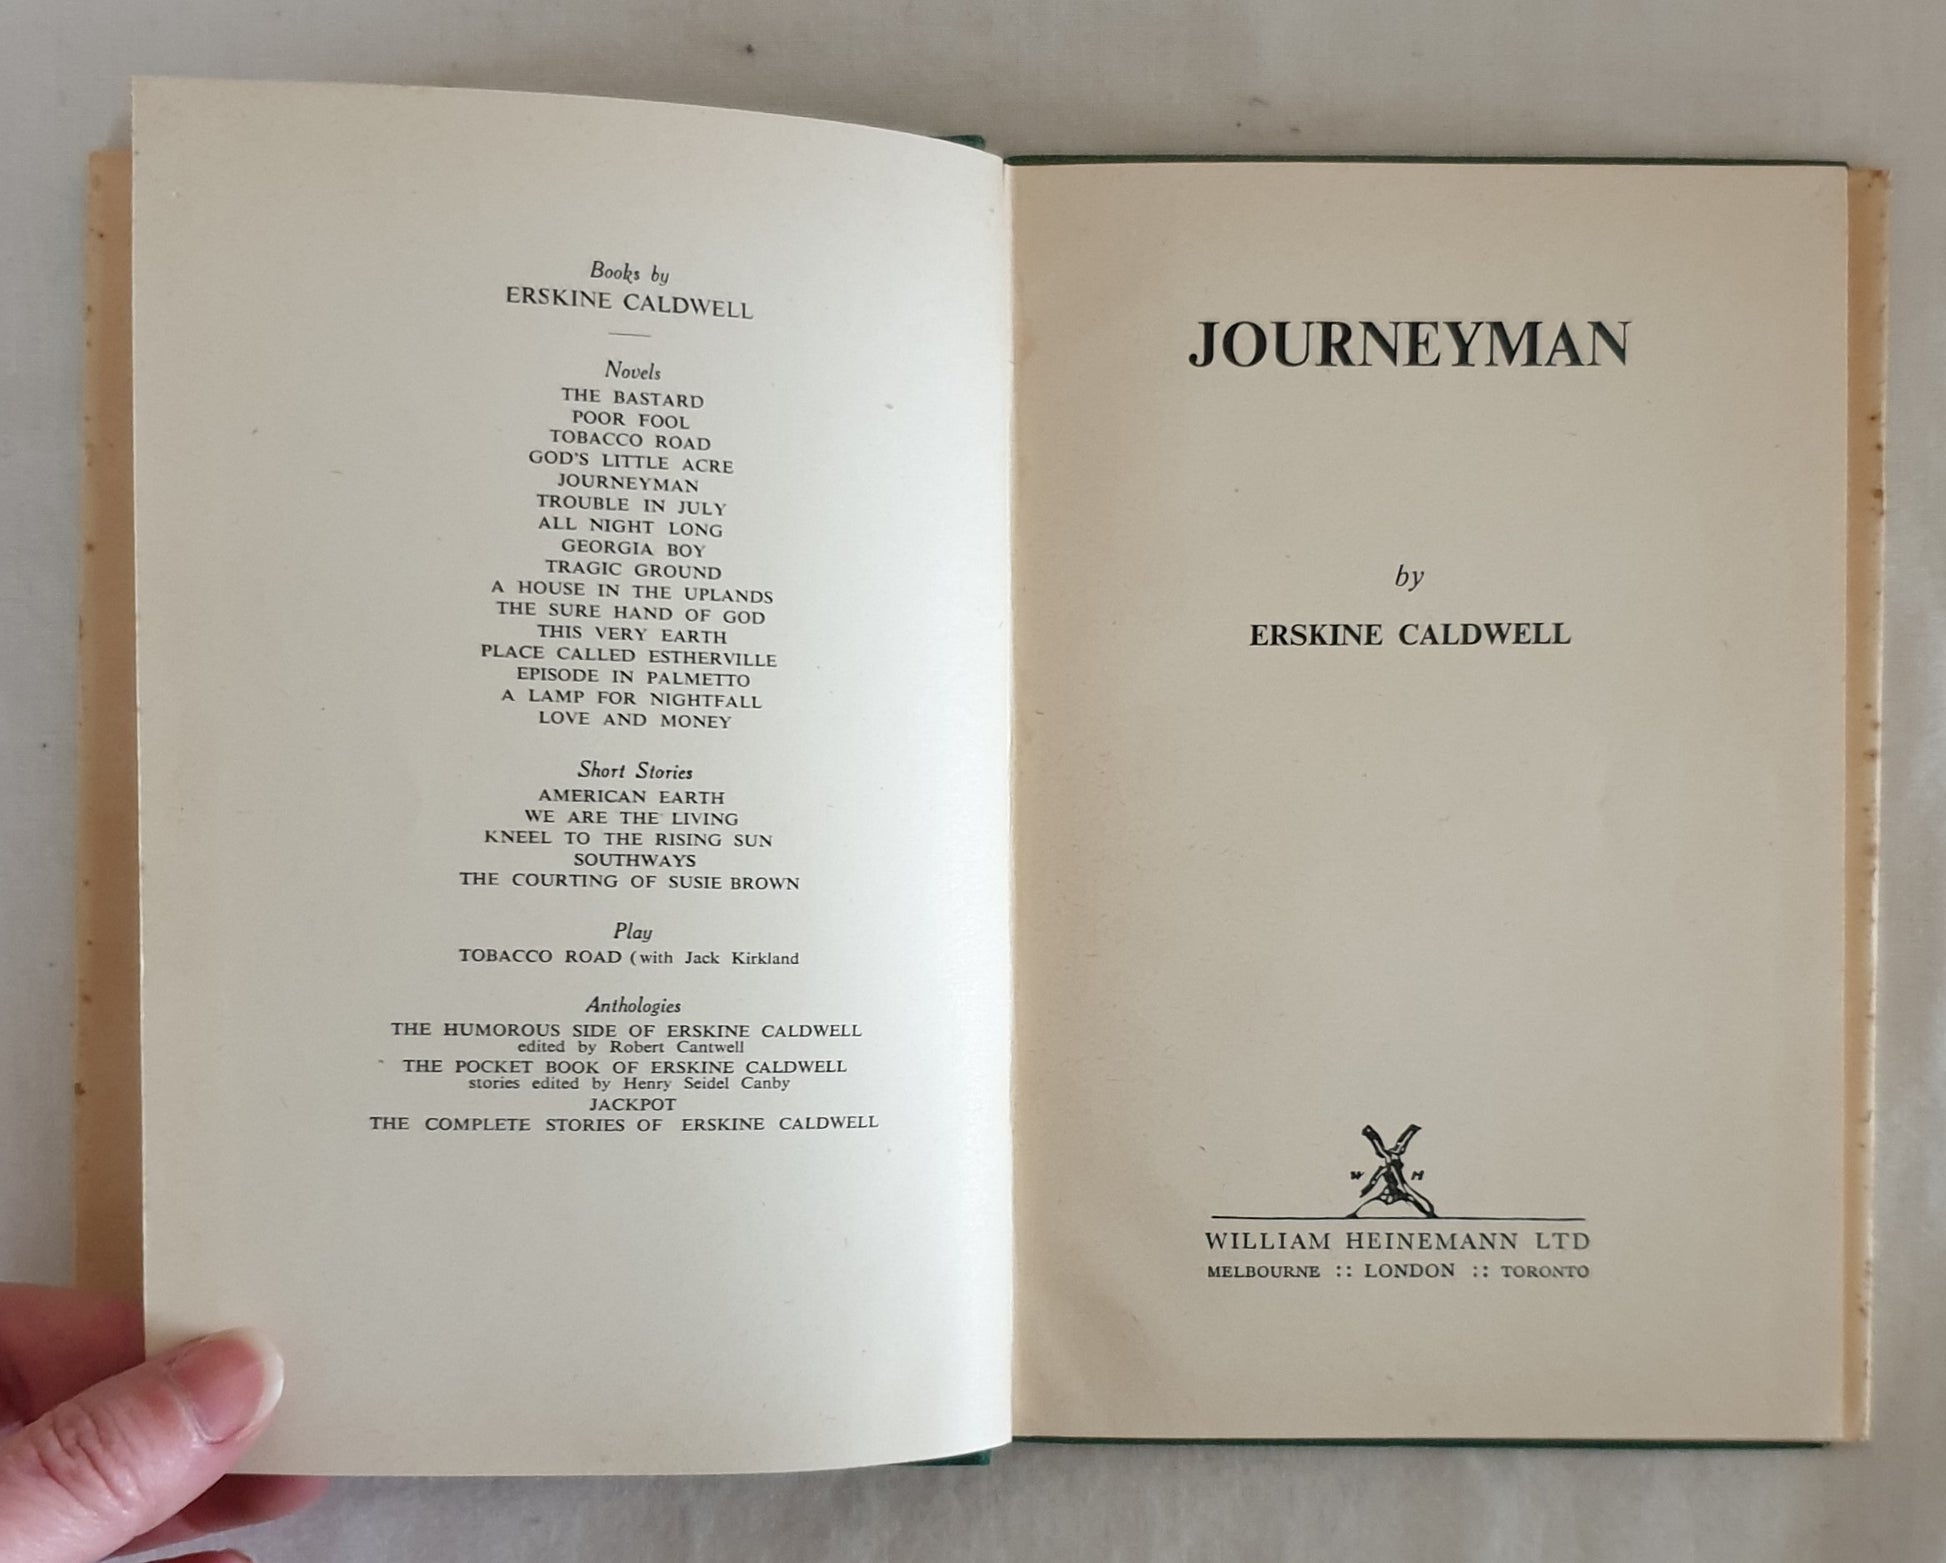 Books by
ERSKINE CALDWELL
Novels
THE BASTARD
POOR FOOL
TOBACCO ROAD
GOD'S LITTLE ACRE
JOURNEYMAN
TROUBLE IN JULY
ALL NIGHT LONG
GEORGIA BOY
TRAGIC GROUND
A HOUSE IN THE UPLANDS
THE SURE HAND OF GOD
THIS VERY EARTH
PLACE CALLED ESTHERVILLE
EPISODE IN PALMETTO
A LAMP FOR NIGHTFALL
LOVE AND MONEY
Short Stories
AMERICAN EARTH
WE ARE THE LIVING
KNEEL TO THE RISING SUN
SOUTHWAYS
THE COURTING OF SUSIE BROWN
Play
TOBACCO ROAD (with Jack Kirkland
Anthologies
THE HUMOROUS SIDE OF ERSKINE CALDWELL
edited by Robert Cantwell
THE POCKET BOOK OF ERSKINE CALDWELL
stories edited by Henry Seidel Canby
JACKPOT
THE COMPLETE STORIES OF ERSKINE CALDWELL
JOURNEYMAN
by
ERSKINE CALDWELL
W H
WILLIAM HEINEMANN LTD
MELBOURNE :: LONDON :: TORONTO